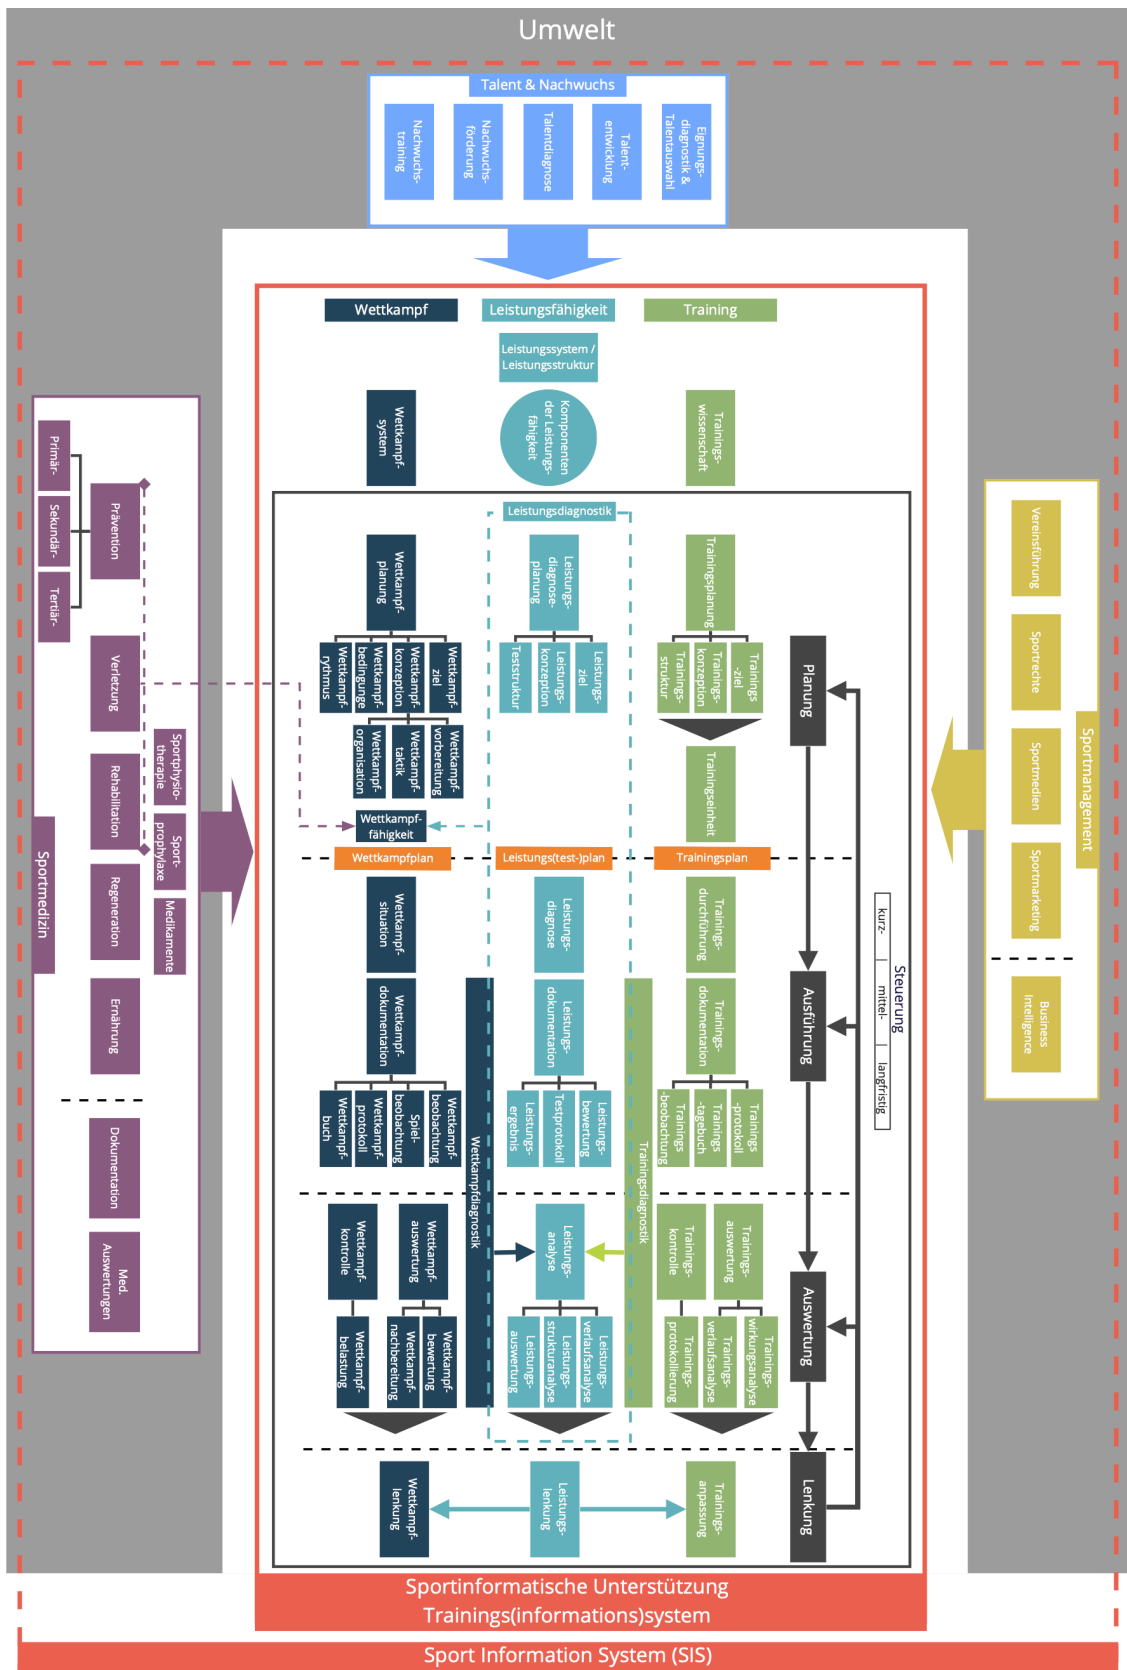 Umwelt
Talent & Nachwuchs
Nachwuchs-
training
Nachwuchs-
förderung
Talentdiagnose
Talent-
entwicklung
Eignungs-
diagnostik &
Talentauswahl
Wettkampf
Leistungsfähigkeit
Training
Leistungssystem /
Leistungsstruktur
Wettkampf-
system
Komponenten
der Leistungs-
fähigkeit
Trainings-
wissenschaft
Leistungsdiagnostik
Wettkampf-
planung
Leistungs-
diagnose-
planung
Trainingsplanung
Wettkampf-
rythmus
Wettkampf-
bedingunge
Wettkampf-
konzeption
Wettkampf-
ziel
Teststruktur
Leistungs-
konzeption
Leistungs-
ziel
Trainings-
struktur
Trainings-
konzeption
Trainings
-ziel
Planung
Wettkampf-
organisation
Wettkampf-
taktik
Wettkampf-
vorbereitung
Trainingseinheit
Wettkampf-
fähigkeit
Wettkampfplan
Leistungs(test-)plan
Trainingsplan
Wettkampf-
situation
Leistungs-
diagnose
Trainings-
durchführung
Wettkampf-
dokumentation
Leistungs-
dokumentation
Trainings-
dokumentation
Ausführung
Steuerung
kurz-
mittel-
langfristig
Wettkampf-
buch
Wettkampf-
protokoll
Spiel-
beobachtung
Wettkampf-
beobachtung
Wettkampfdiagnostik
Leistungs-
ergebnis
Testprotokoll
Leistungs-
bewertung
Trainingsdiagnostik
Trainings
-beobachtung
Trainings
-tagebuch
Trainings
-protokoll
Wettkampf-
kontrolle
Wettkampf-
auswertung
Leistungs-
analyse
Trainings-
kontrolle
Trainings-
auswertung
Auswertung
Wettkampf-
belastung
Wettkampf-
nachbereitung
Wettkampf-
bewertung
Leistungs-
auswertung
Leistungs-
strukturanalyse
Leistungs-
verlaufsanalyse
Trainings-
protokollierung
Trainings-
verlaufsanalyse
Trainings-
wirkungsanalyse
Wettkampf-
lenkung
Leistungs-
lenkung
Trainings-
anpassung
Lenkung
Sportmedizin
Primär-
Sekundär-
Tertiär-
Prävention
Verletzung
Rehabilitation
Regeneration
Ernährung
Sportphysio-
therapie
Sport-
prophylaxe
Medikamente
Dokumentation
Med.
Auswertungen
Sportmanagement
Vereinsführung
Sportrechte
Sportmedien
Sportmarketing
Business
Intelligence
Sportinformatische Unterstützung
Trainings(informations)system
Sport Information System (SIS)